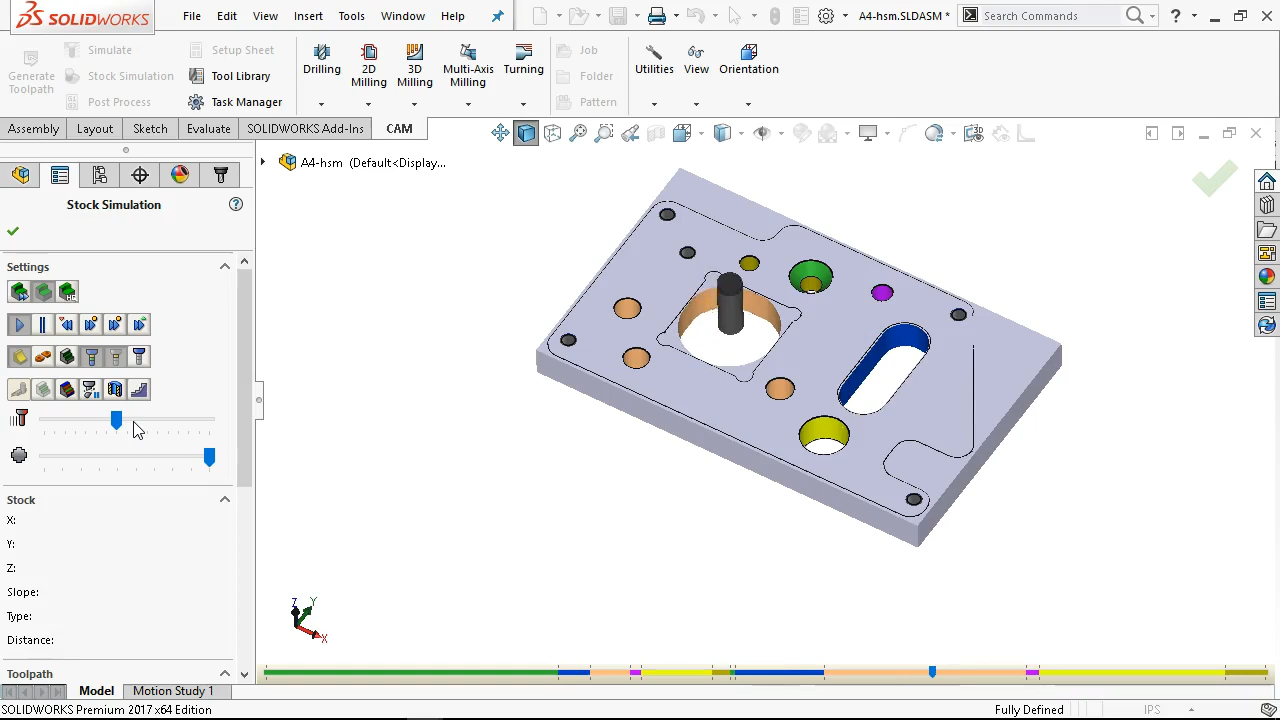 SOLIDWORKS
File Edit View Insert Tools Window Help
A4-hsm.SLDASM *
Search Commands
Generate Toolpath
Simulate
Stock Simulation
Post Process
Setup Sheet
Tool Library
Task Manager
Drilling
2D Milling
3D Milling
Multi-Axis Milling
Turning
Job
Folder
Pattern
Utilities
View
Orientation
Assembly Layout Sketch Evaluate SOLIDWORKS Add-Ins CAM
A4-hsm (Default<Display...
Stock Simulation
Settings
Stock
X:
Y:
Z:
Slope:
Type:
Distance:
Toolpath
Z
Y
X
Model Motion Study 1
SOLIDWORKS Premium 2017 x64 Edition
Fully Defined
IPS